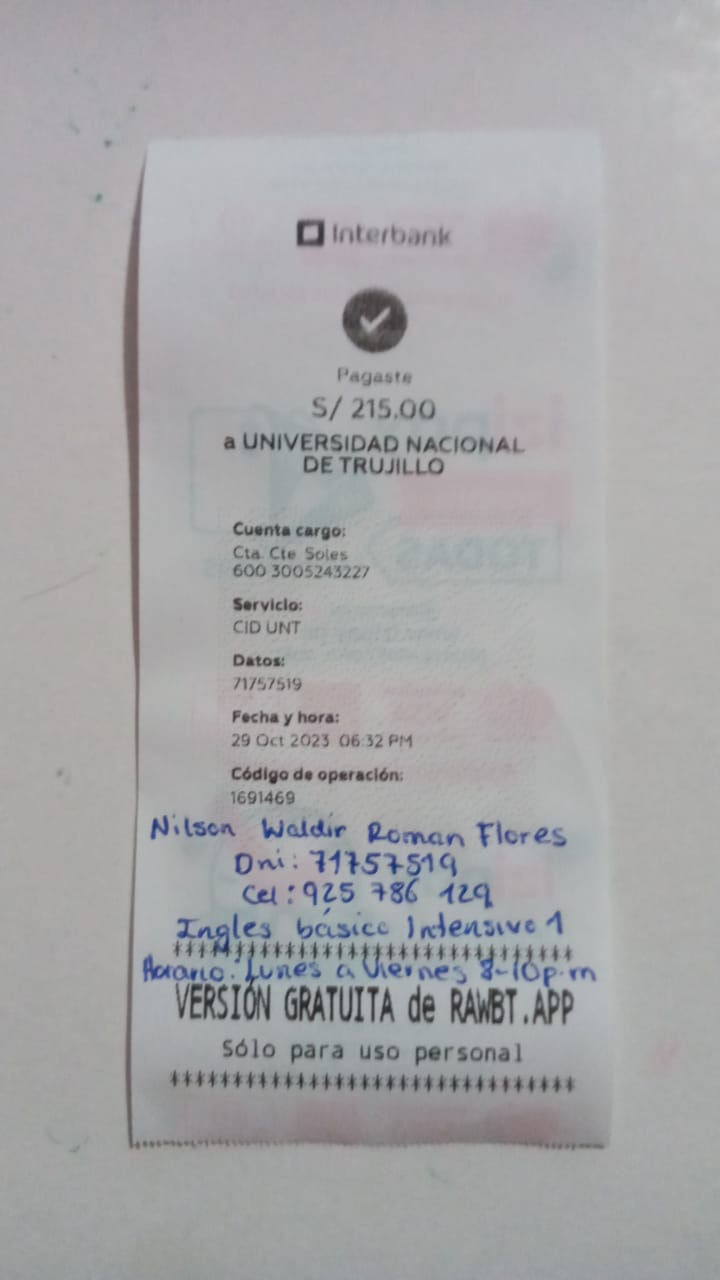 Interbank
Pagaste
S/ 215.00
a UNIVERSIDAD NACIONAL
DE TRUJILLO
Cuenta cargo:
Cta. Cte Soles
600 3005243227
Servicio:
CID UNT
Datos:
71757519
Fecha y hora:
29 Oct 2023 06:32 PM
Código de operación:
1691469
Nilson Waldir Roman Flores
Dni: 71757519
Cel: 925 786 129
Ingles básico Intensivo 1
***********************************
Horario: Lunes a Viernes 8-10p.m
VERSIÓN GRATUITA de RAWBT.APP
Sólo para uso personal
***********************************